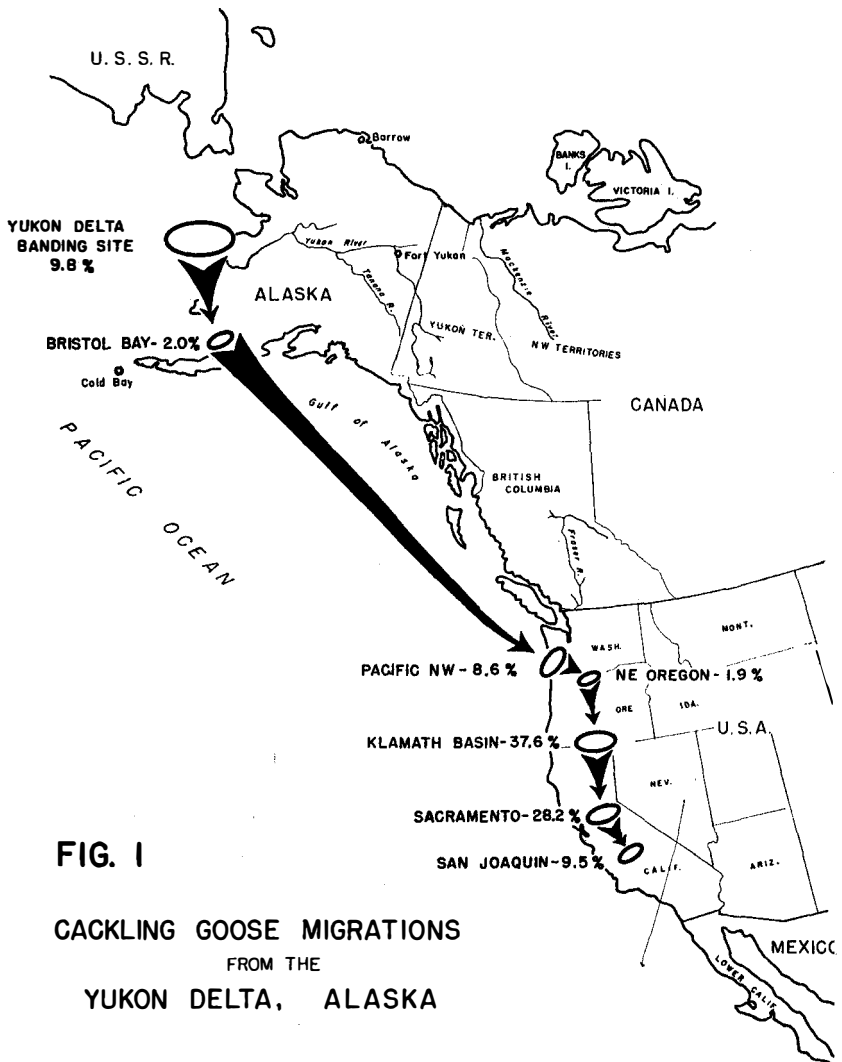 U.S.S.R.
Barrow
BANKS
I.
VICTORIA I.
YUKON DELTA
BANDING SITE
9.8 %
Yukon River
Fort Yukon
Tanana R.
Mackenzie
River
ALASKA
YUKON TER.
NW TERRITORIES
BRISTOL BAY- 2.0%
Cold Bay
Gulf of Alaska
CANADA
PACIFIC OCEAN
BRITISH
COLUMBIA
Fraser R.
WASH.
MONT.
PACIFIC NW - 8.6 %
NE OREGON - 1.9 %
ORE
IDA.
U.S.A.
KLAMATH BASIN-37.6 %
NEV.
SACRAMENTO-28.2 %
SAN JOAQUIN-9.5 %
CALIF.
ARIZ.
FIG. 1
MEXICO
LOWER CALIF.
CACKLING GOOSE MIGRATIONS
FROM THE
YUKON DELTA, ALASKA